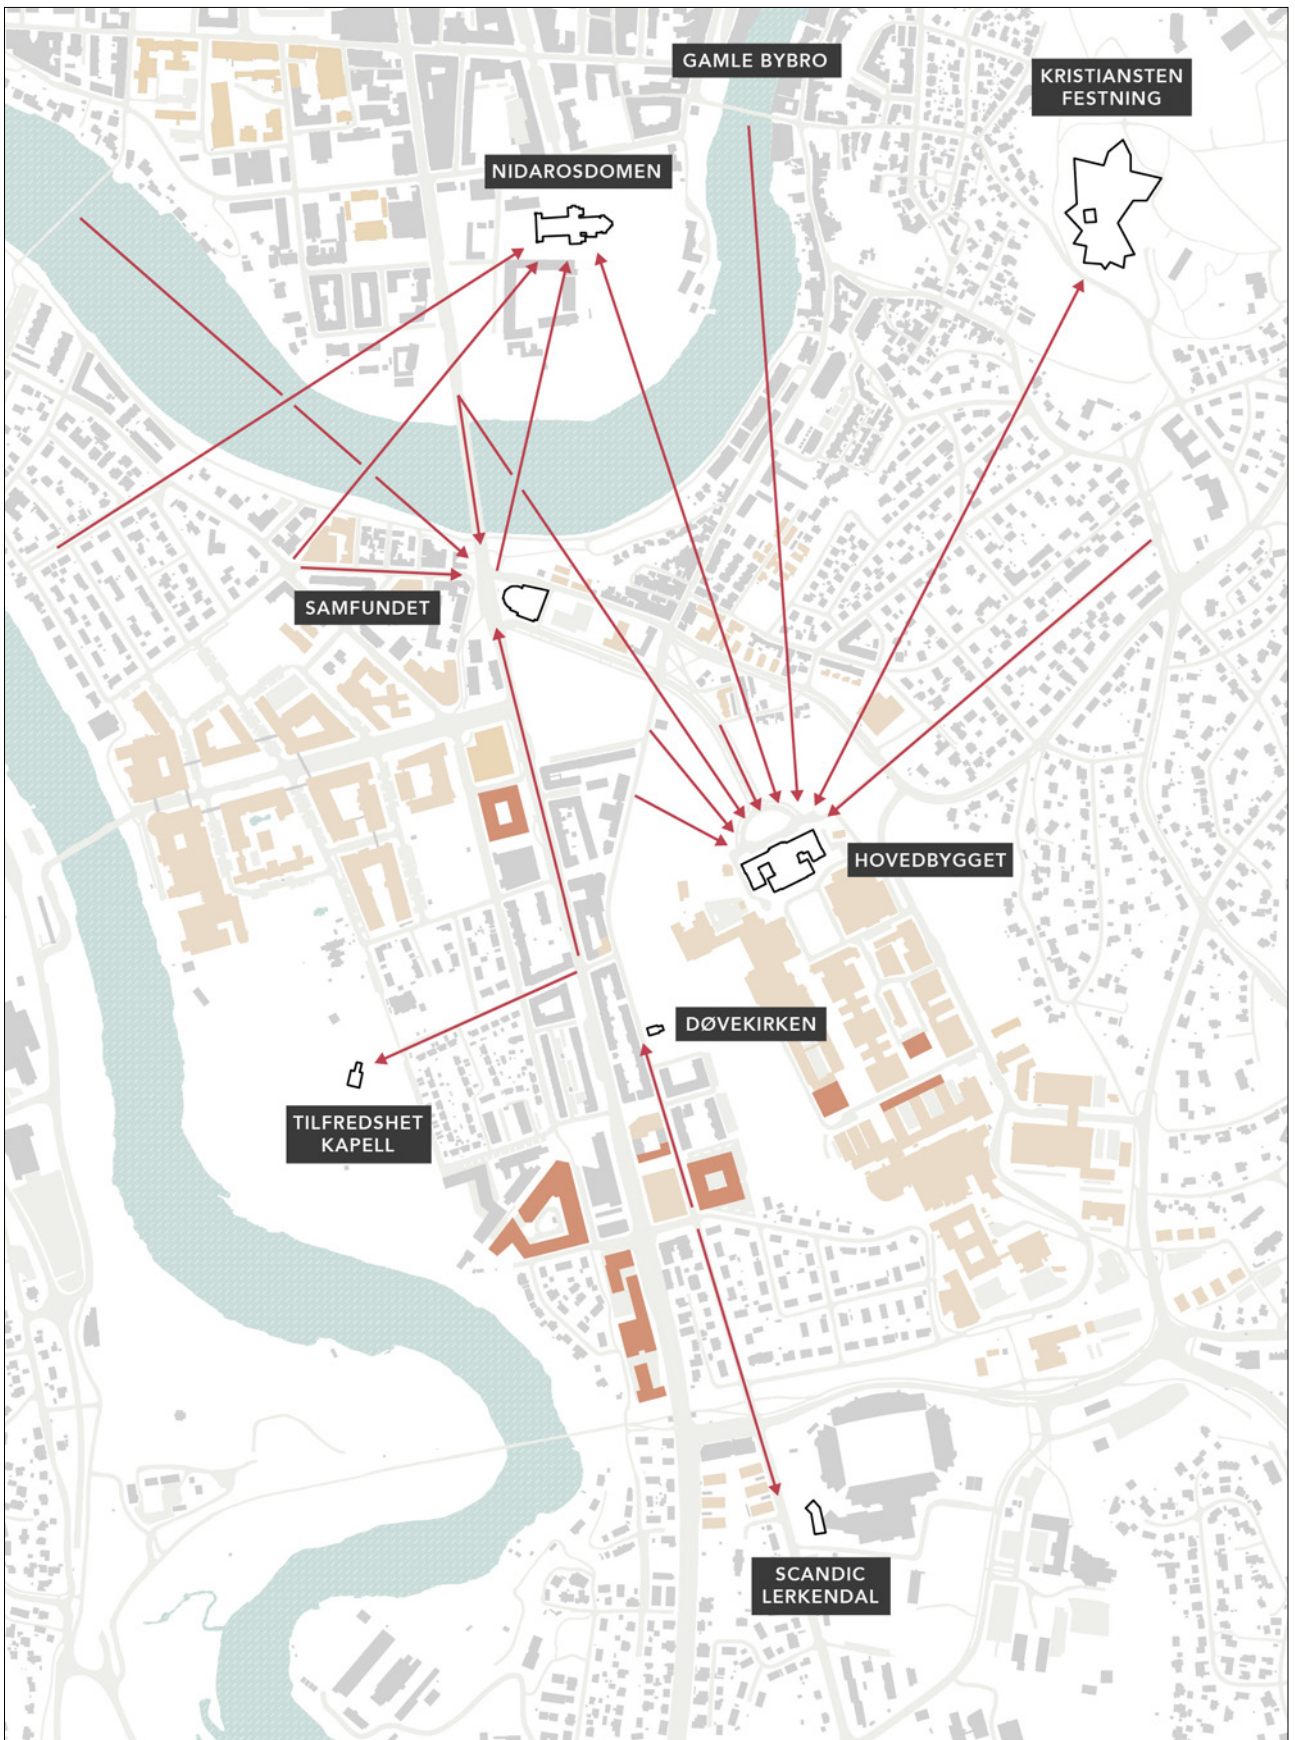 GAMLE BYBRO
KRISTIANSTEN
FESTNING
NIDAROSDOMEN
SAMFUNDET
HOVEDBYGGET
DØVEKIRKEN
TILFREDSHET
KAPELL
SCANDIC
LERKENDAL